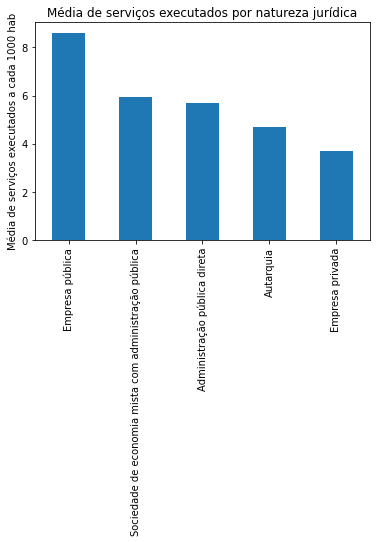 Média de serviços executados por natureza jurídica
Média de serviços executados a cada 1000 hab
8
6
4
2
0
Empresa pública
Sociedade de economia mista com administração pública
Administração pública direta
Autarquia
Empresa privada